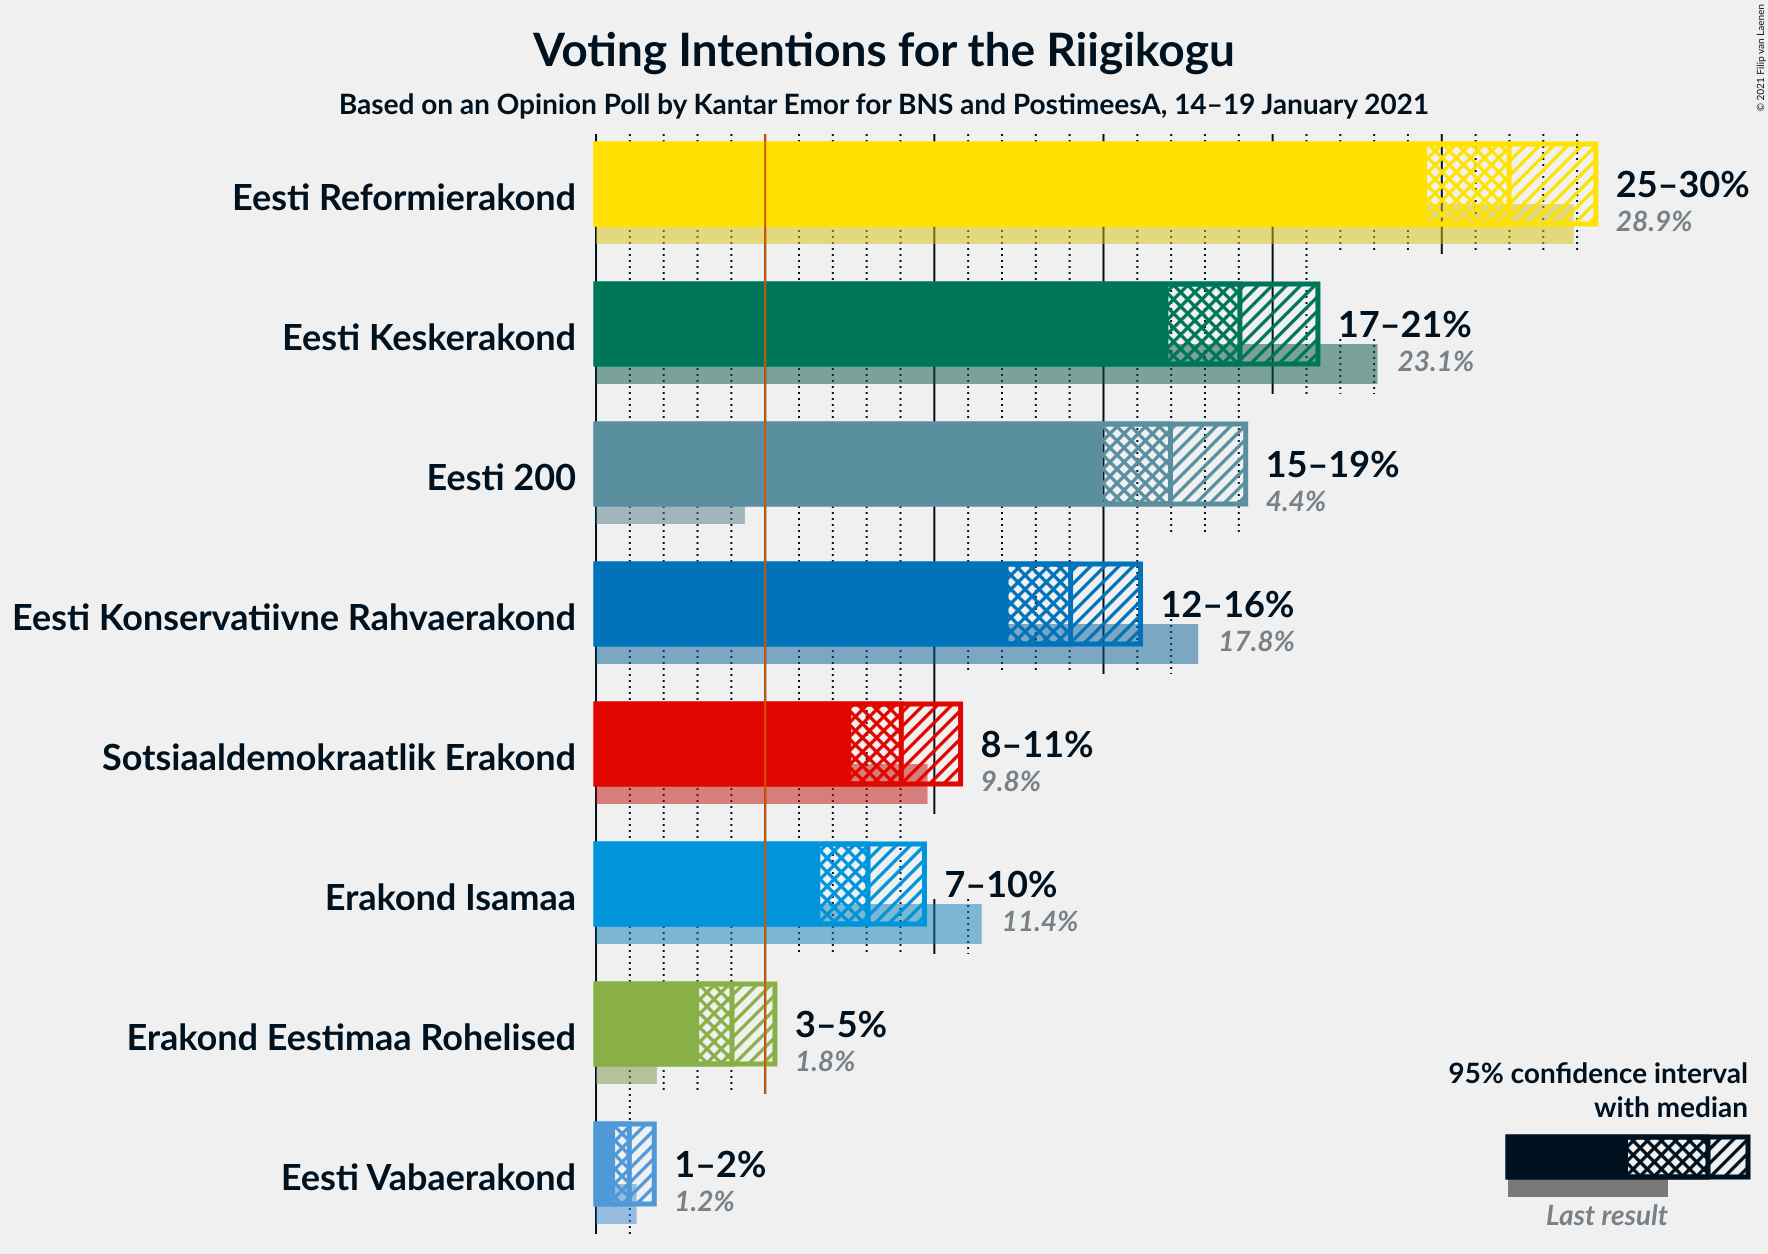 Voting Intentions for the Riigikogu
Based on an Opinion Poll by Kantar Emor for BNS and PostimeesA, 14–19 January 2021
© 2021 Filip van Laenen
Eesti Reformierakond
25–30%
28.9%
Eesti Keskerakond
17–21%
23.1%
Eesti 200
15–19%
4.4%
Eesti Konservatiivne Rahvaerakond
12–16%
17.8%
Sotsiaaldemokraatlik Erakond
8–11%
9.8%
Erakond Isamaa
7–10%
11.4%
Erakond Eestimaa Rohelised
3–5%
1.8%
Eesti Vabaerakond
1–2%
1.2%
95% confidence interval
with median
Last result